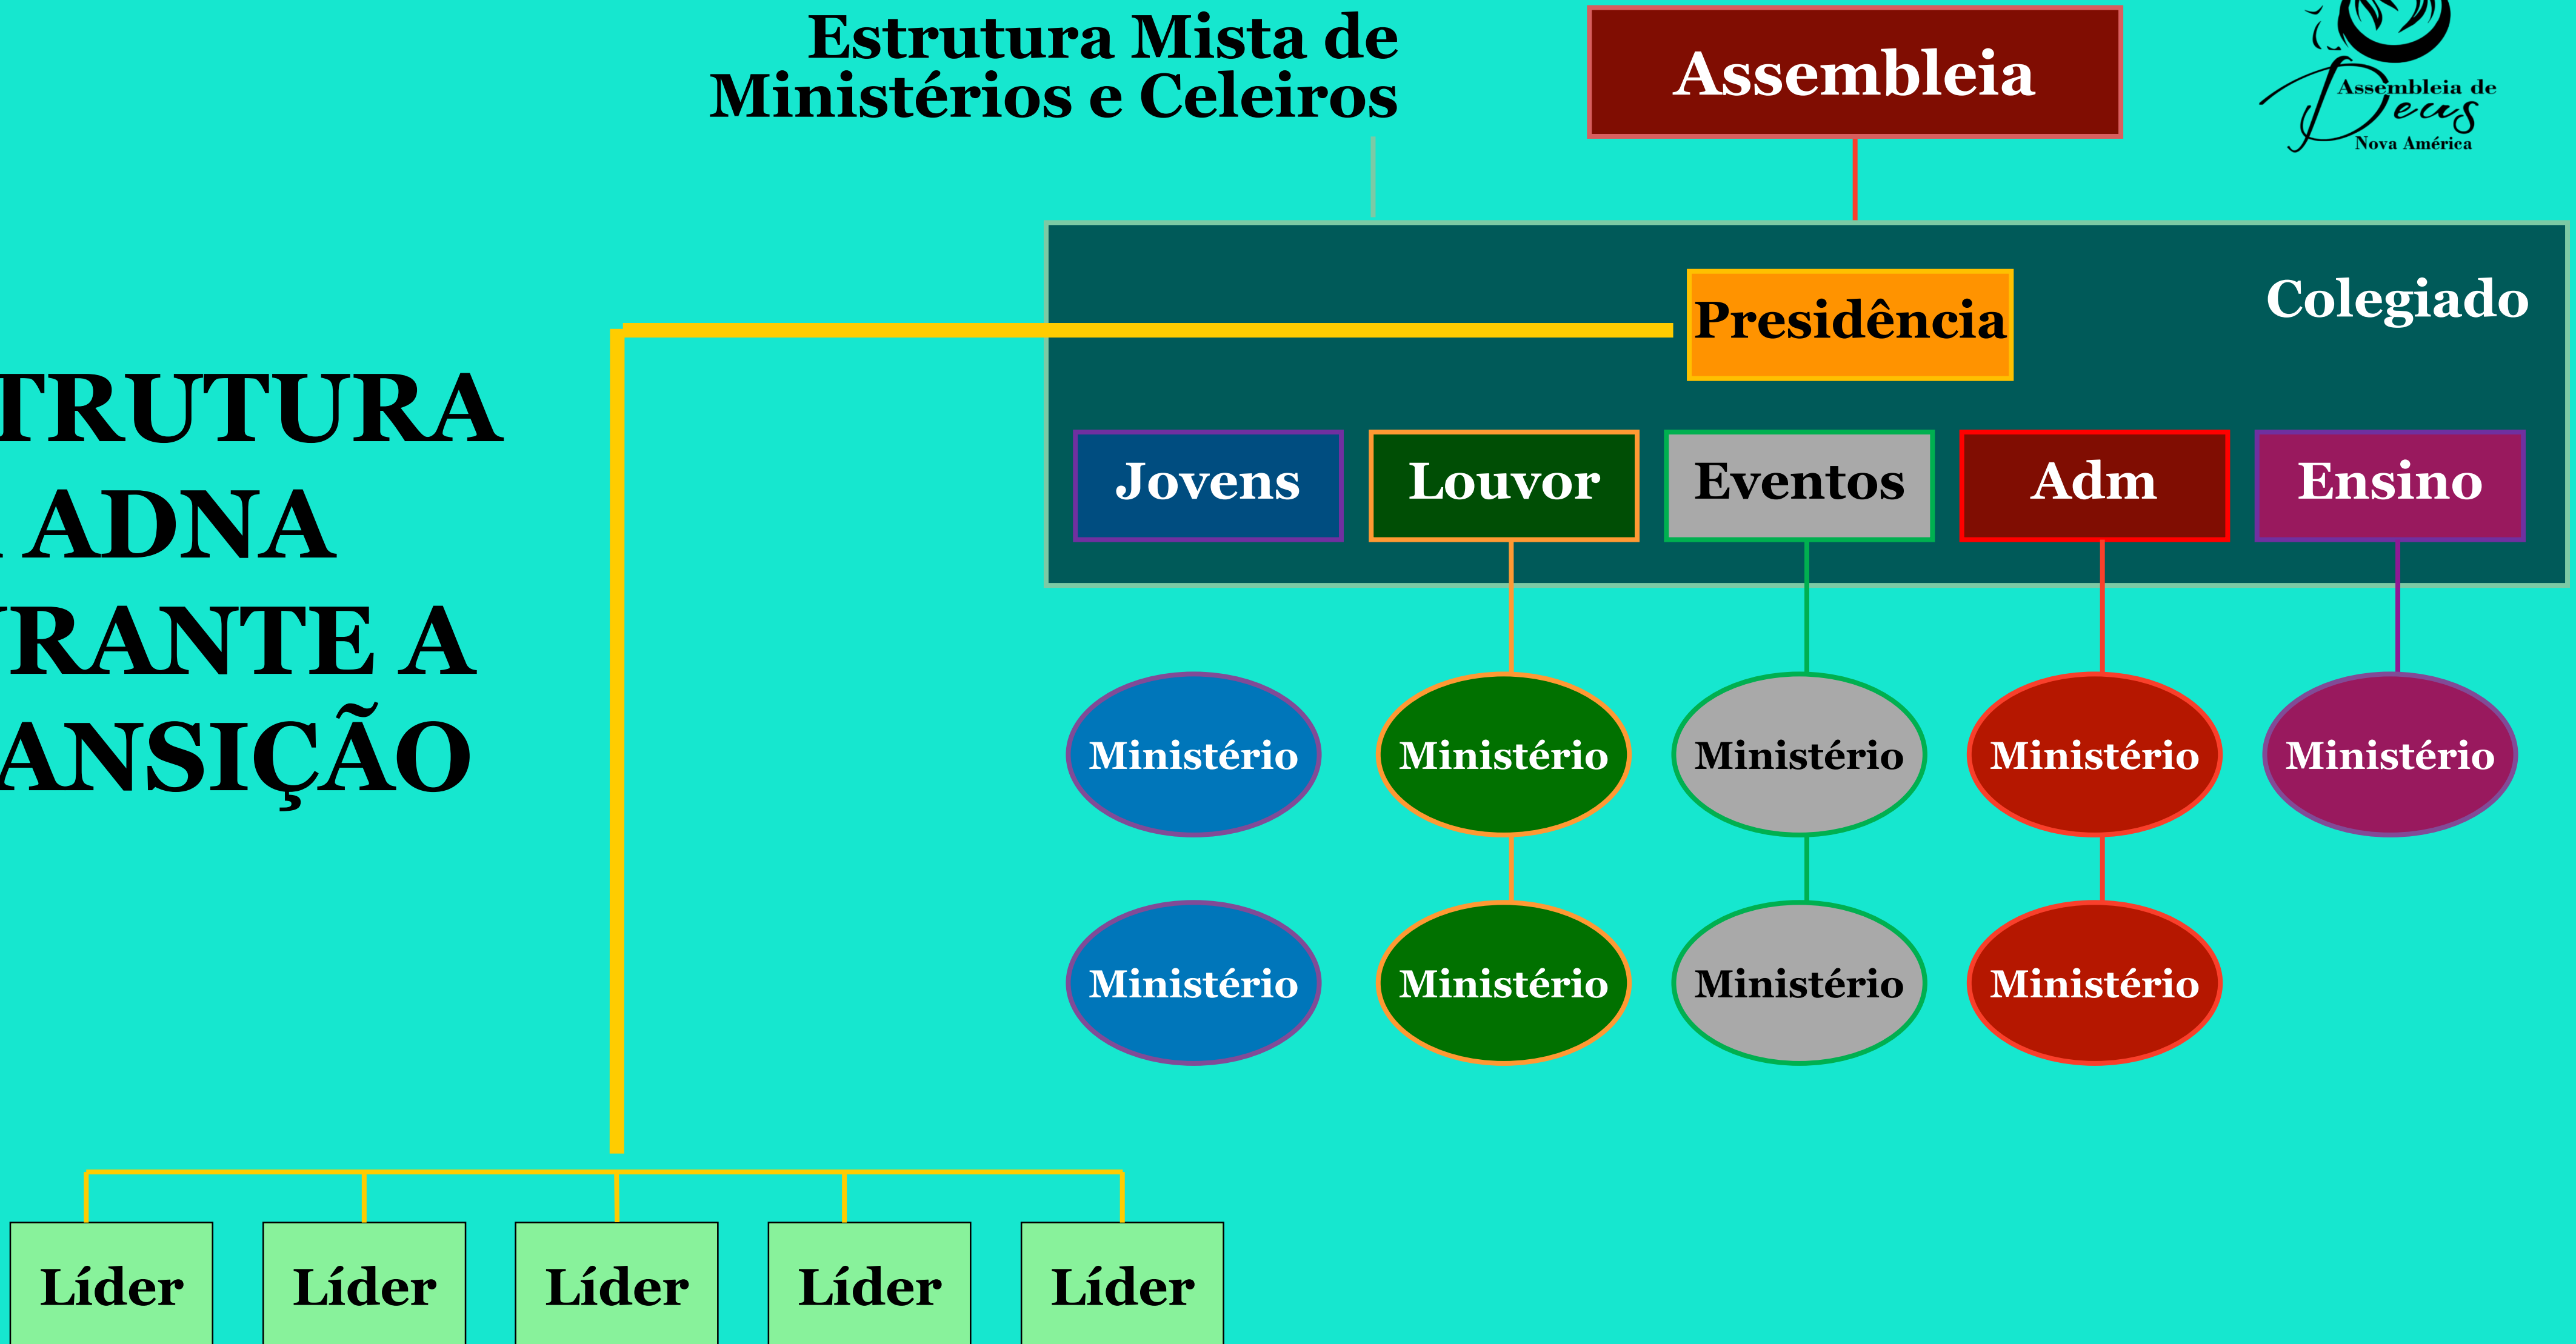 Estrutura Mista de
Ministérios e Celeiros
Assembleia
Assembleia de
Deus
Nova América
Presidência
Colegiado
TRUTURA
ADNA
RANTE A
ANSIÇÃO
Jovens
Louvor
Eventos
Adm
Ensino
Ministério
Ministério
Ministério
Ministério
Ministério
Ministério
Ministério
Ministério
Ministério
Líder
Líder
Líder
Líder
Líder